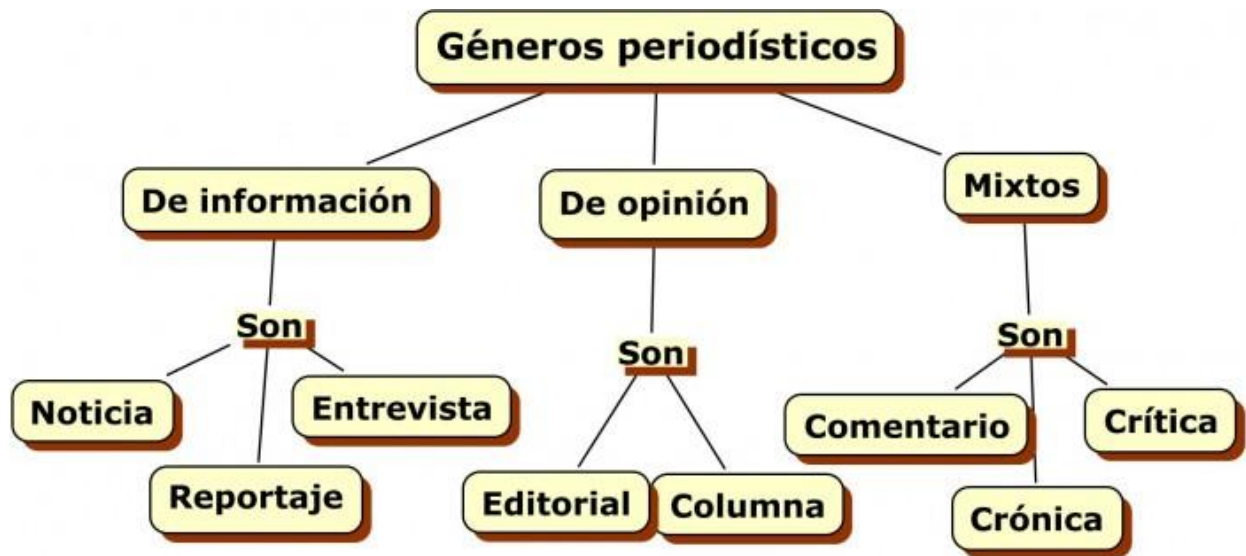 Géneros periodísticos
De información
De opinión
Mixtos
Son
Son
Son
Noticia
Entrevista
Reportaje
Editorial
Columna
Comentario
Crítica
Crónica